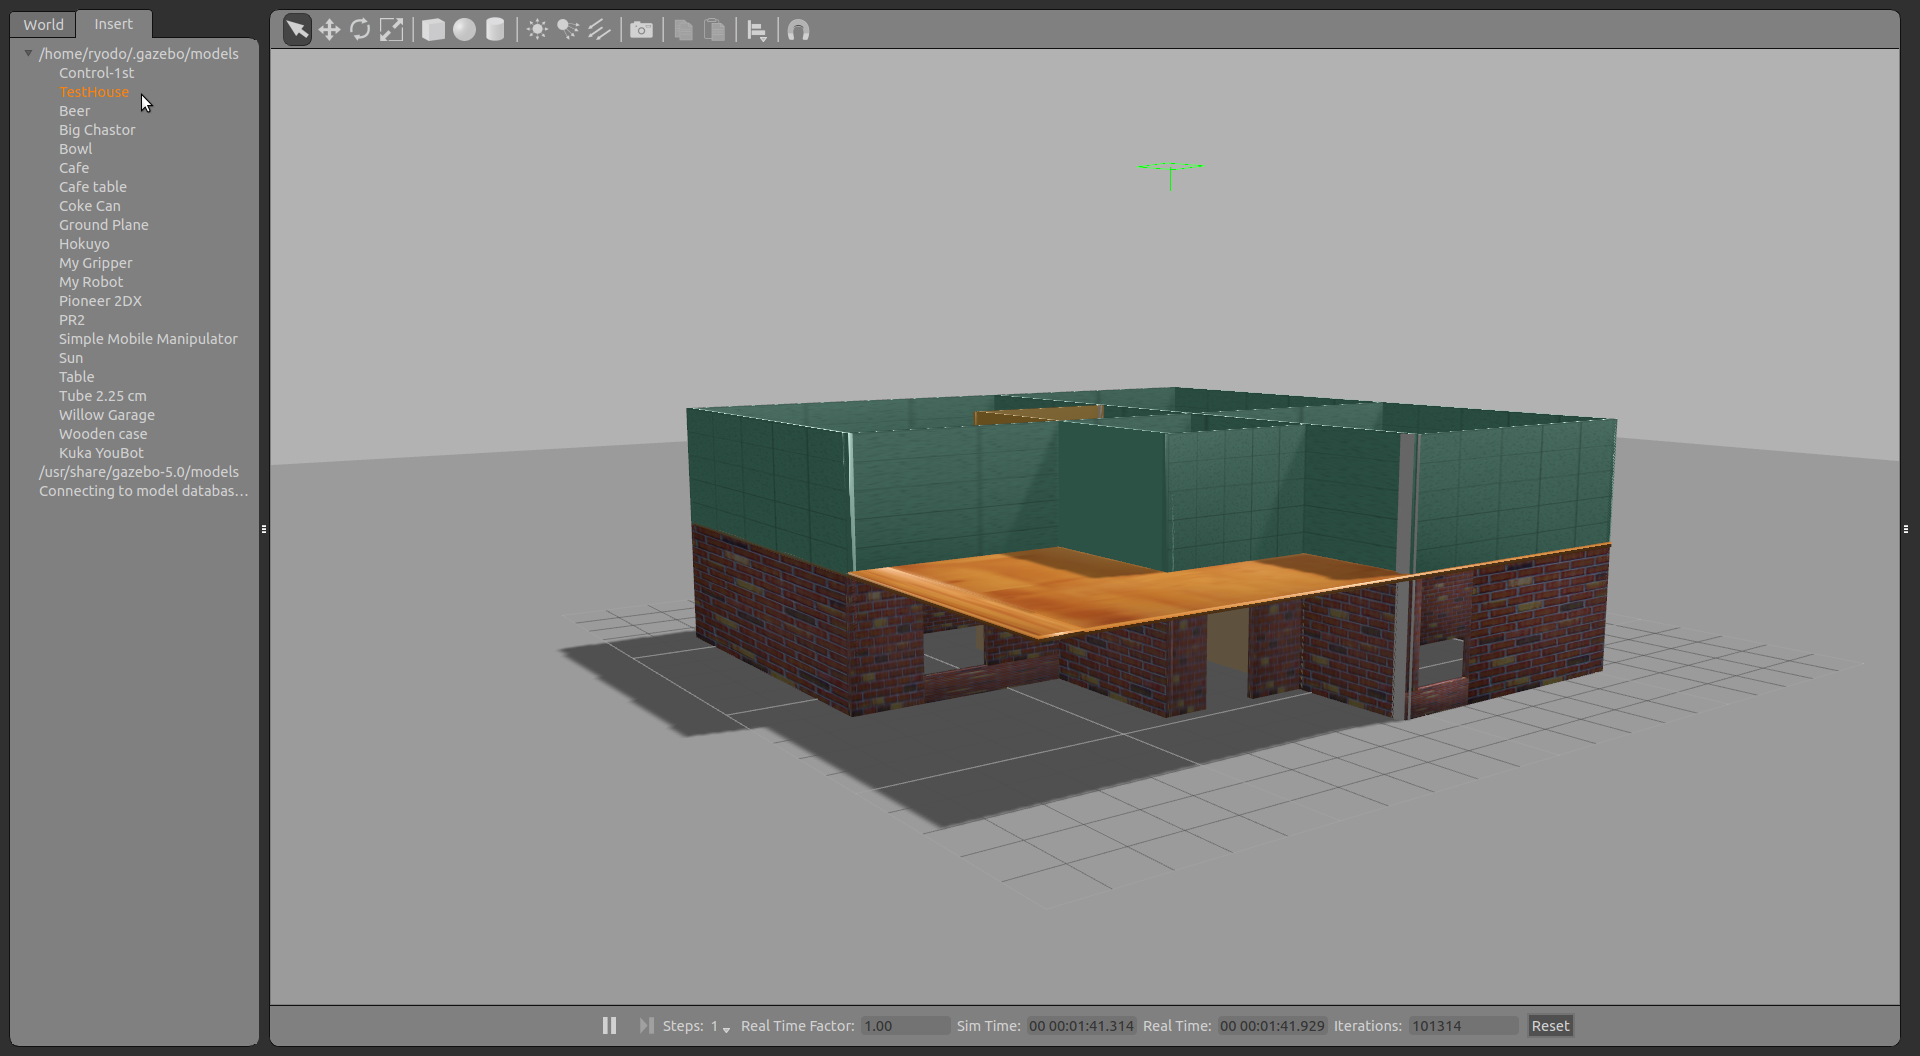 World Insert
/home/ryodo/.gazebo/models
Control-1st
TestHouse
Beer
Big Chastor
Bowl
Cafe
Cafe table
Coke Can
Ground Plane
Hokuyo
My Gripper
My Robot
Pioneer 2DX
PR2
Simple Mobile Manipulator
Sun
Table
Tube 2.25 cm
Willow Garage
Wooden case
Kuka YouBot
/usr/share/gazebo-5.0/models
Connecting to model databas…
Steps: 1 Real Time Factor: 1.00 Sim Time: 00 00:01:41.314 Real Time: 00 00:01:41.929 Iterations: 101314 Reset